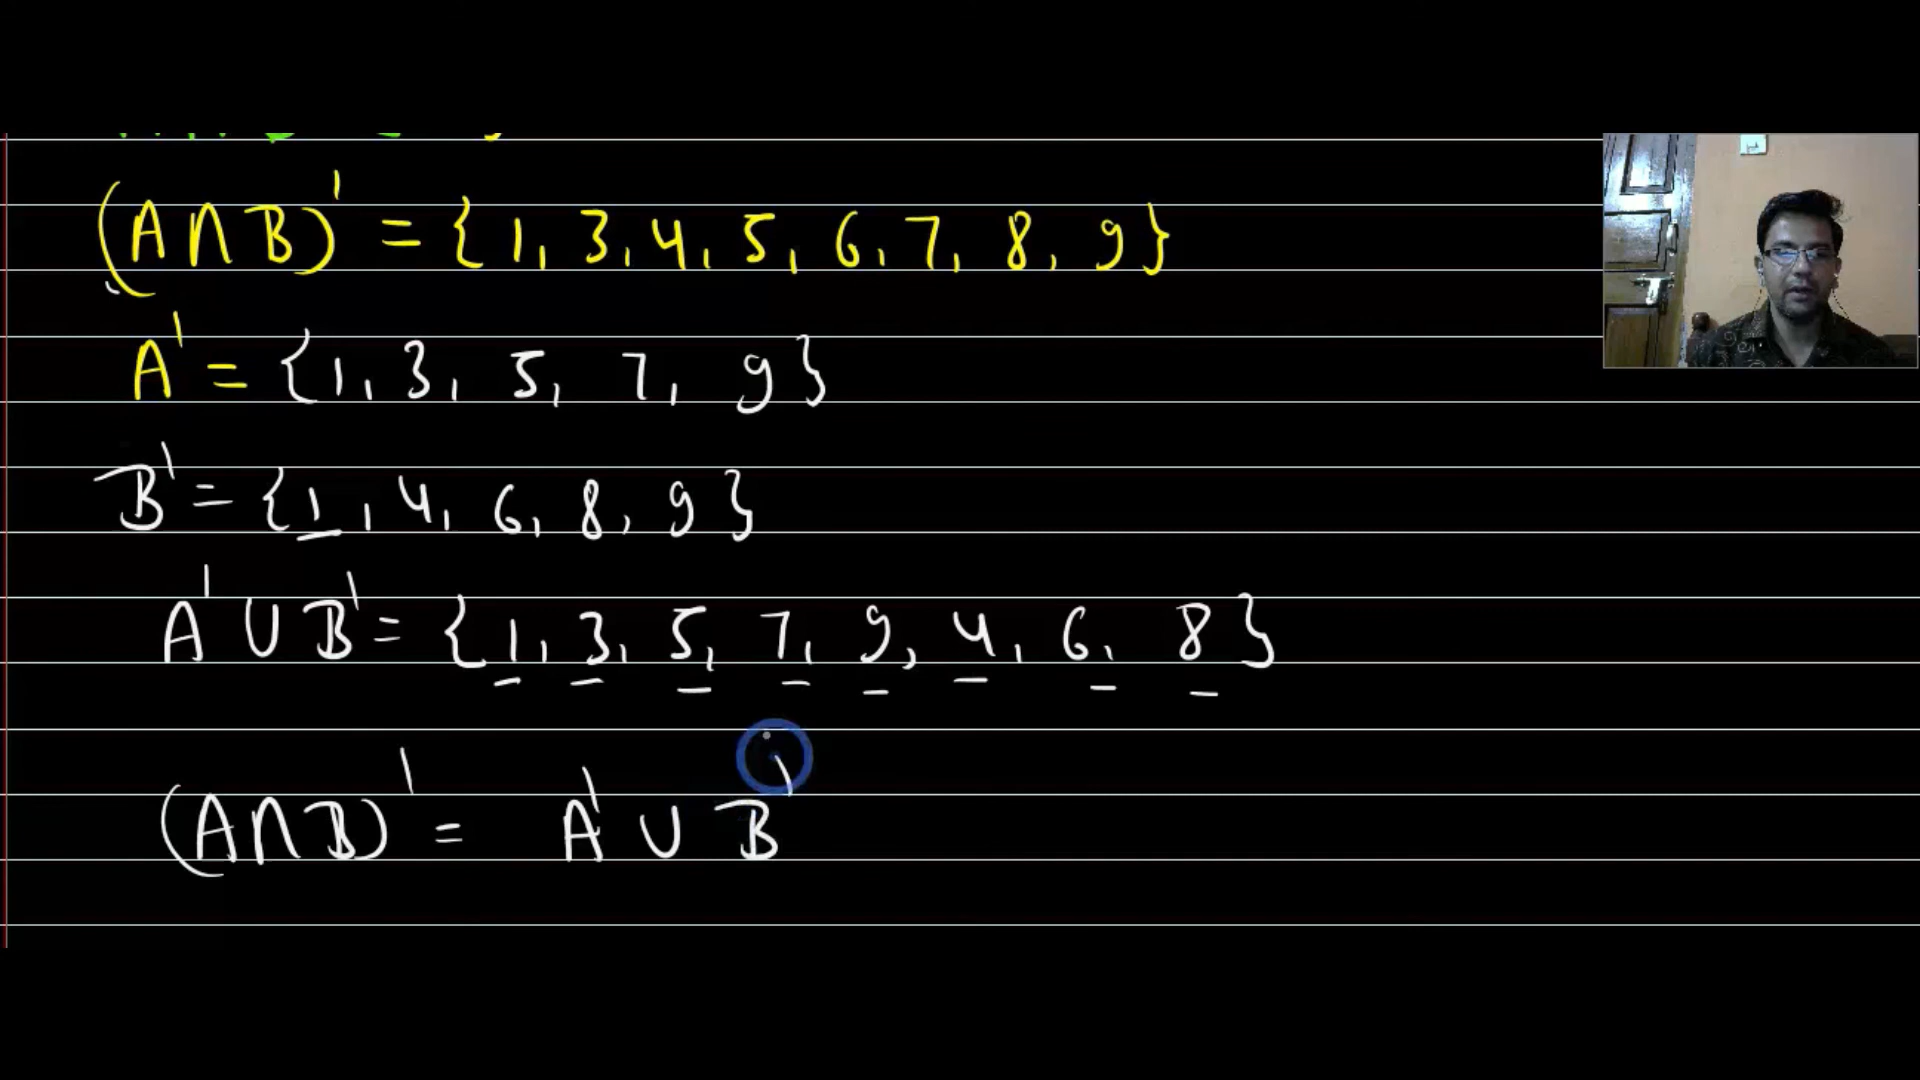 (A∩B)' = {1, 3, 4, 5, 6, 7, 8, 9}
A' = {1, 3, 5, 7, 9}
B' = {1, 4, 6, 8, 9}
A' ∪ B' = {1, 3, 5, 7, 9, 4, 6, 8}
(A∩B)' = A' ∪ B'